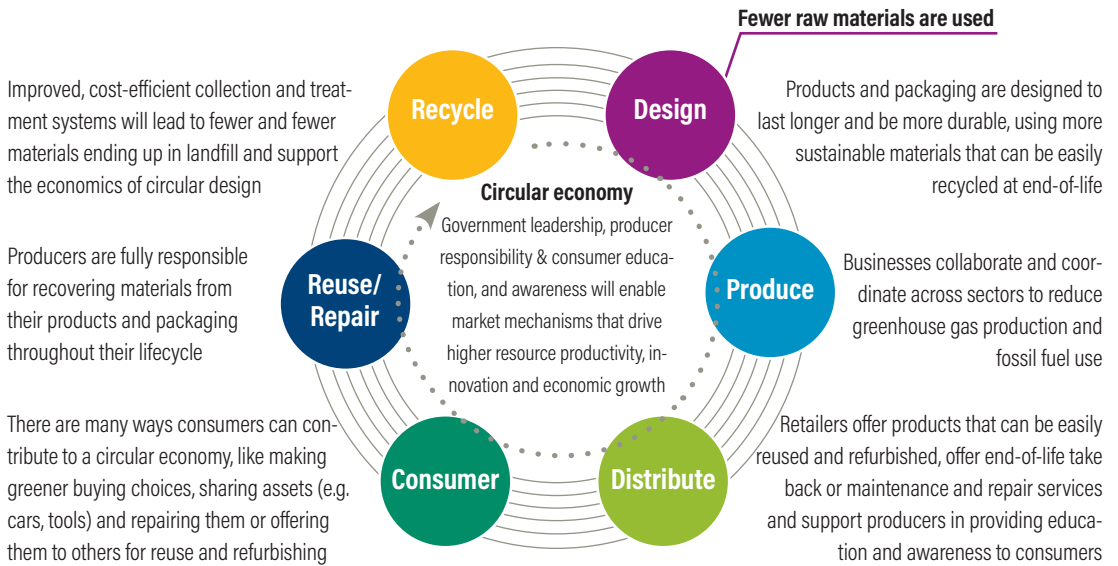 Fewer raw materials are used
Recycle
Design
Improved, cost-efficient collection and treat-
ment systems will lead to fewer and fewer
materials ending up in landfill and support
the economics of circular design
Products and packaging are designed to
last longer and be more durable, using more
sustainable materials that can be easily
recycled at end-of-life
Circular economy
Government leadership, producer
responsibility & consumer educa-
tion, and awareness will enable
market mechanisms that drive
higher resource productivity, in-
novation and economic growth
Producers are fully responsible
for recovering materials from
their products and packaging
throughout their lifecycle
Reuse/
Repair
Produce
Businesses collaborate and coor-
dinate across sectors to reduce
greenhouse gas production and
fossil fuel use
There are many ways consumers can con-
tribute to a circular economy, like making
greener buying choices, sharing assets (e.g.
cars, tools) and repairing them or offering
them to others for reuse and refurbishing
Consumer
Distribute
Retailers offer products that can be easily
reused and refurbished, offer end-of-life take
back or maintenance and repair services
and support producers in providing educa-
tion and awareness to consumers